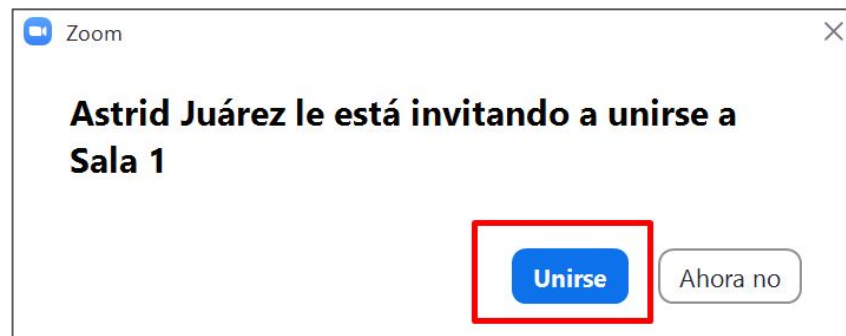 Zoom
Astrid Juárez le está invitando a unirse a
Sala 1
Unirse
Ahora no